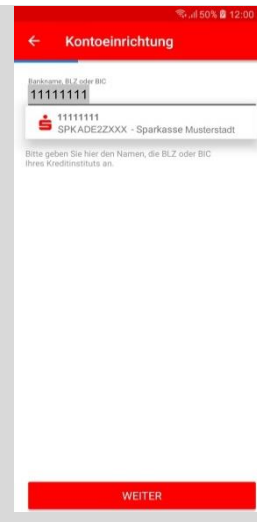 50% 12:00
Kontoeinrichtung
Bankname, BLZ oder BIC
11111111
11111111
SPKADE2ZXXX - Sparkasse Musterstadt
Bitte geben Sie hier den Namen, die BLZ oder BIC
Ihres Kreditinstituts an.
WEITER